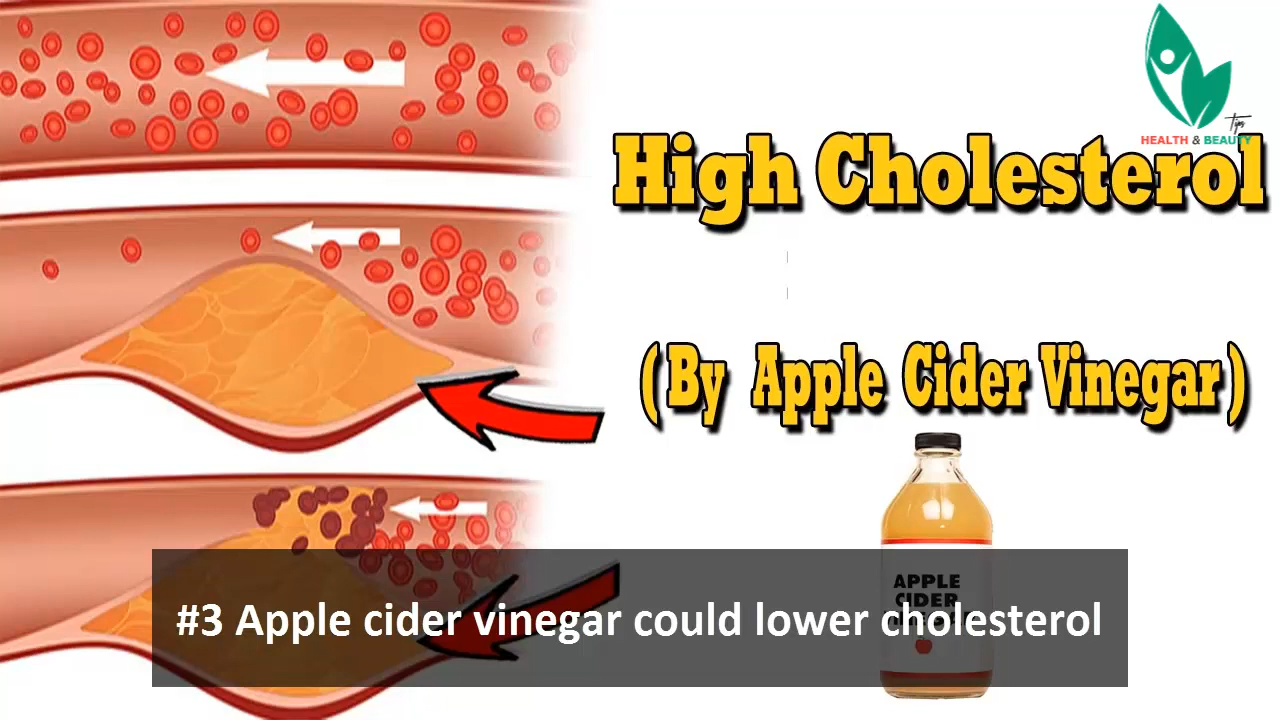 Tips
HEALTH & BEAUTY
High Cholesterol
(By Apple Cider Vinegar)
APPLE
CIDER
#3 Apple cider vinegar could lower cholesterol